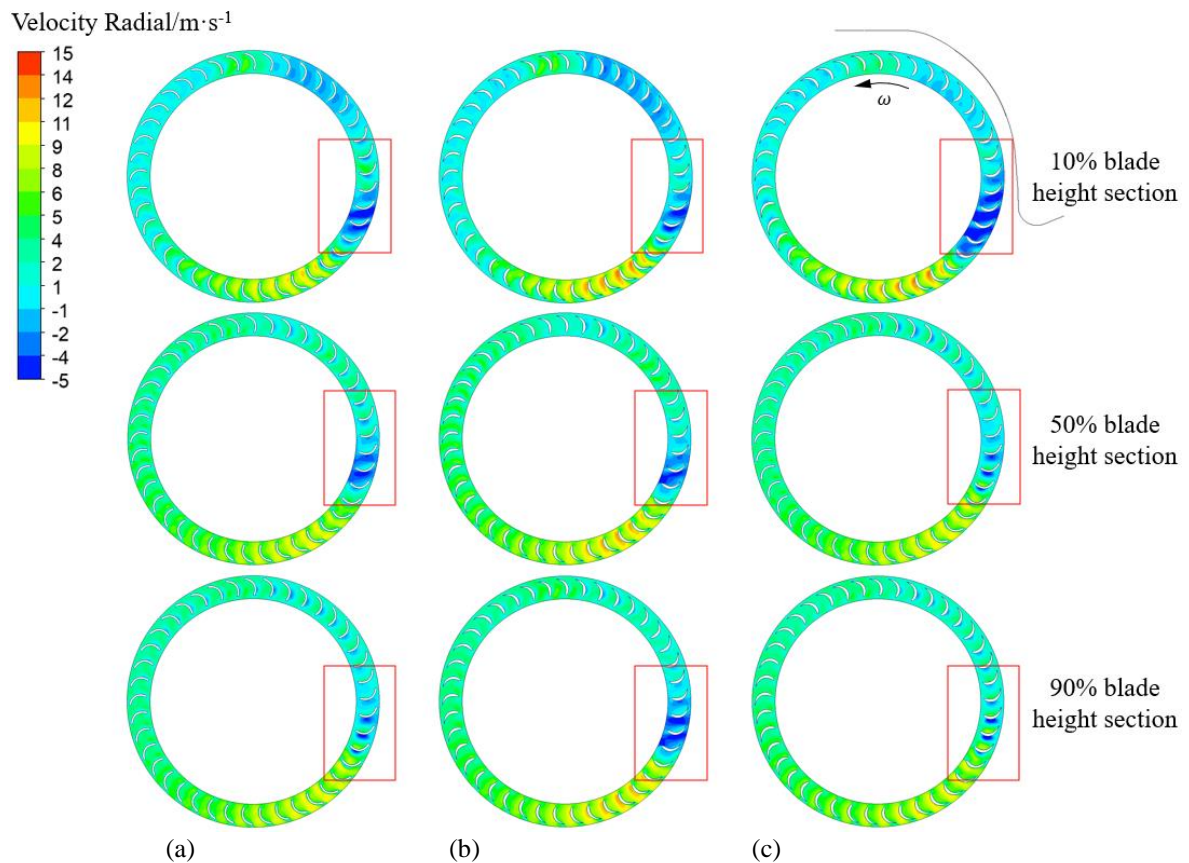 Velocity Radial/m·s-1
15
14
12
11
9
8
6
5
4
2
1
-1
-2
-4
-5
ω
10% blade
height section
50% blade
height section
90% blade
height section
(a)
(b)
(c)